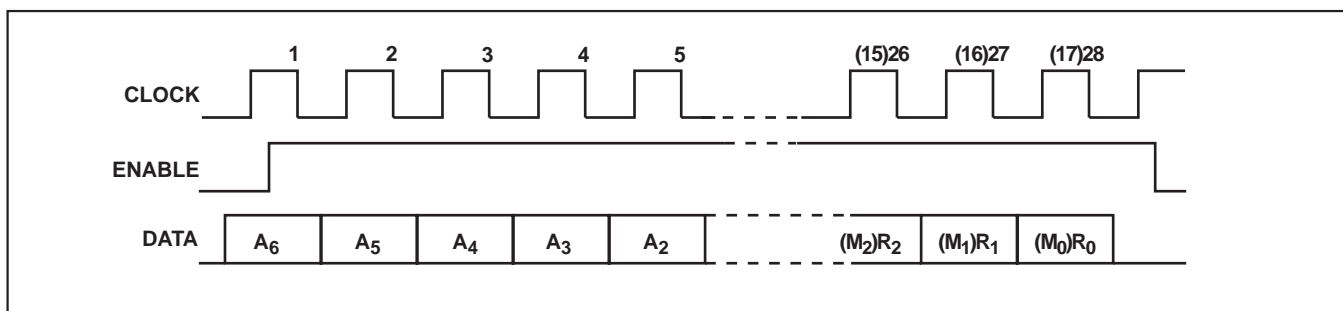 1 2 3 4 5 (15)26 (16)27 (17)28
CLOCK
ENABLE
DATA A6 A5 A4 A3 A2 (M2)R2 (M1)R1 (M0)R0